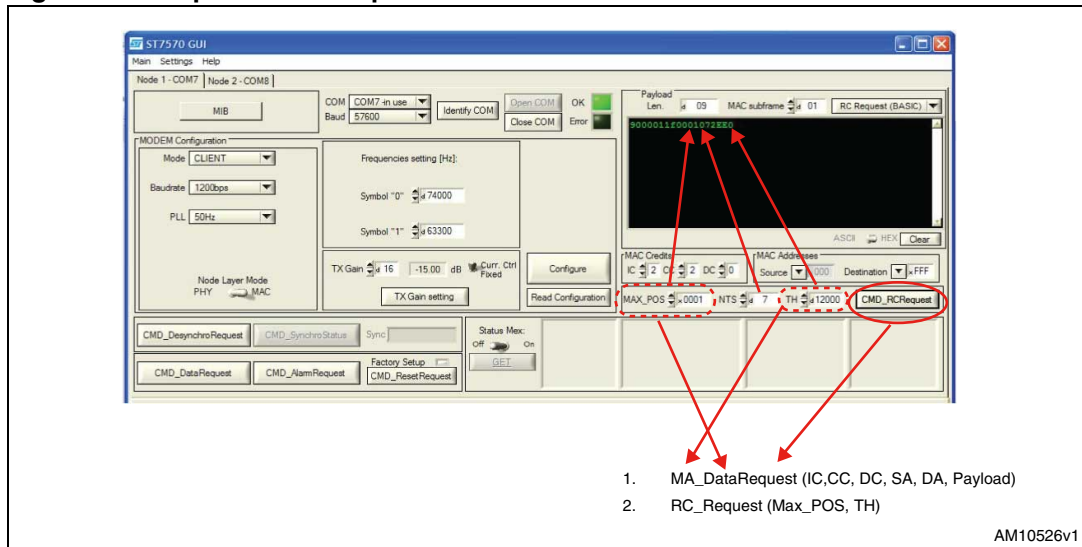 ST7570 GUI
Main Settings Help
Node 1 - COM7 Node 2 - COM8
MIB
COM COM7 -in use
Baud 57600
Identify COM
Open COM
Close COM
OK
Error
Payload
Len. d 09 MAC subframe d 01 RC Request (BASIC)
9000011f0001072EE0
ASCII HEX Clear
MODEM Configuration
Mode CLIENT
Baudrate 1200bps
PLL 50Hz
Node Layer Mode
PHY MAC
Frequencies setting [Hz]:
Symbol "0" d 74000
Symbol "1" d 63300
TX Gain d 16 -15.00 dB Curr. Ctrl
Fixed
TX Gain setting
Configure
Read Configuration
MAC Credits
IC 2 CC 2 DC 0
MAC Addresses
Source 000 Destination xFFF
MAX_POS x0001 NTS d 7 TH d 12000 CMD_RCRequest
CMD_DesynchroRequest CMD_SynchroStatus Sync
CMD_DataRequest CMD_AlarmRequest
Factory Setup
CMD_ResetRequest
Status Mex:
Off On
GET
1. MA_DataRequest (IC,CC, DC, SA, DA, Payload)
2. RC_Request (Max_POS, TH)
AM10526v1